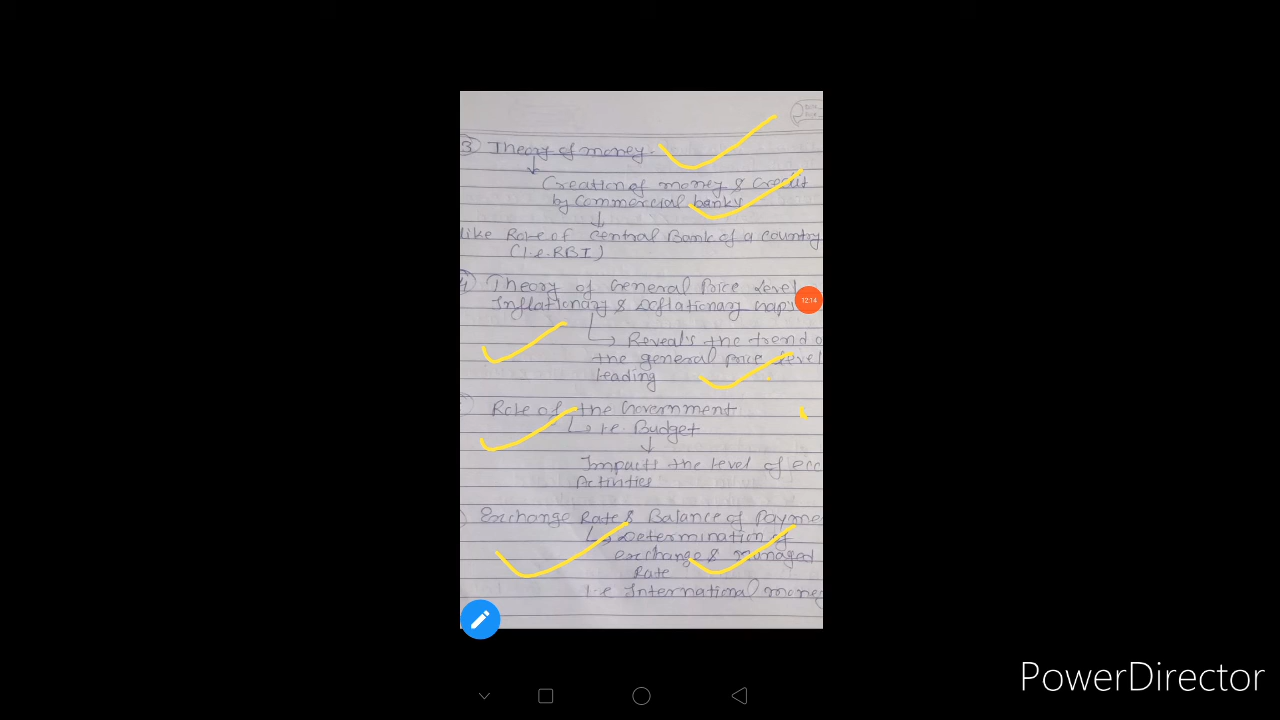 3 Theory of money.
Creation of money & Credit
by Commercial banks
like Role of Central Bank of a country
(i.e. RBI)
4 Theory of General Price Level
Inflationary & Deflationary Gaps
12:14
Reveals the trend
the general price level
leading
Role of the Government
i.e. Budget
Impacts the level of
Activities
Exchange Rate & Balance of
Determination of
exchange & managed
Rate
i.e International
PowerDirector